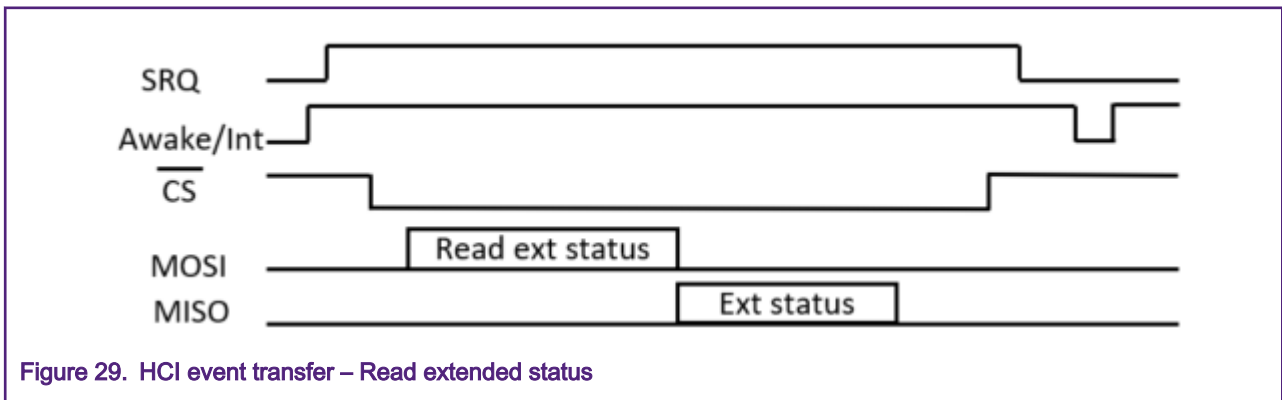 SRQ
Awake/Int
CS
MOSI
Read ext status
MISO
Ext status
Figure 29. HCI event transfer – Read extended status